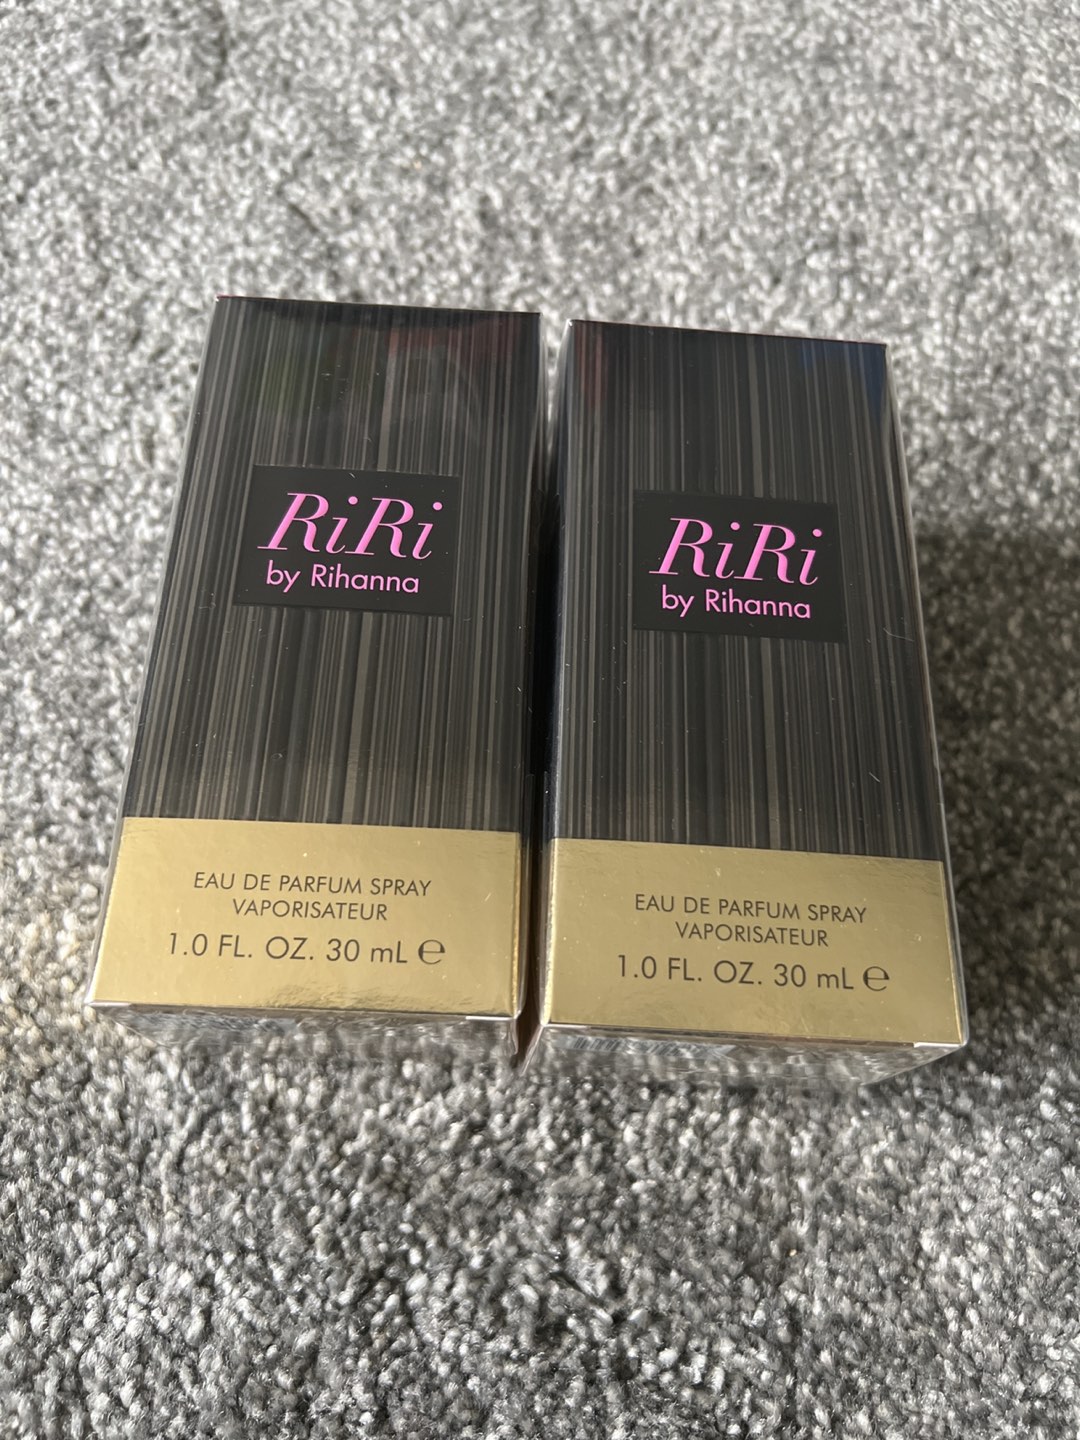 RiRi
by Rihanna
EAU DE PARFUM SPRAY
VAPORISATEUR
1.0 FL. OZ. 30 mL ℮
RiRi
by Rihanna
EAU DE PARFUM SPRAY
VAPORISATEUR
1.0 FL. OZ. 30 mL ℮